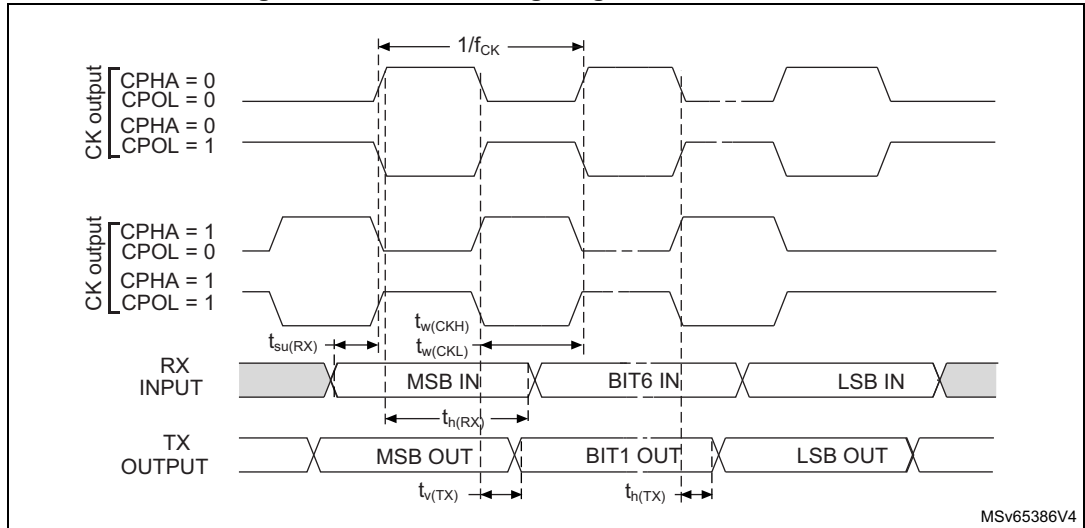 1/fCK
CK output
CPHA = 0
CPOL = 0
CPHA = 0
CPOL = 1
CK output
CPHA = 1
CPOL = 0
CPHA = 1
CPOL = 1
tw(CKH)
tsu(RX)
tw(CKL)
RX
INPUT
MSB IN
BIT6 IN
LSB IN
th(RX)
TX
OUTPUT
MSB OUT
BIT1 OUT
LSB OUT
tv(TX)
th(TX)
MSv65386V4